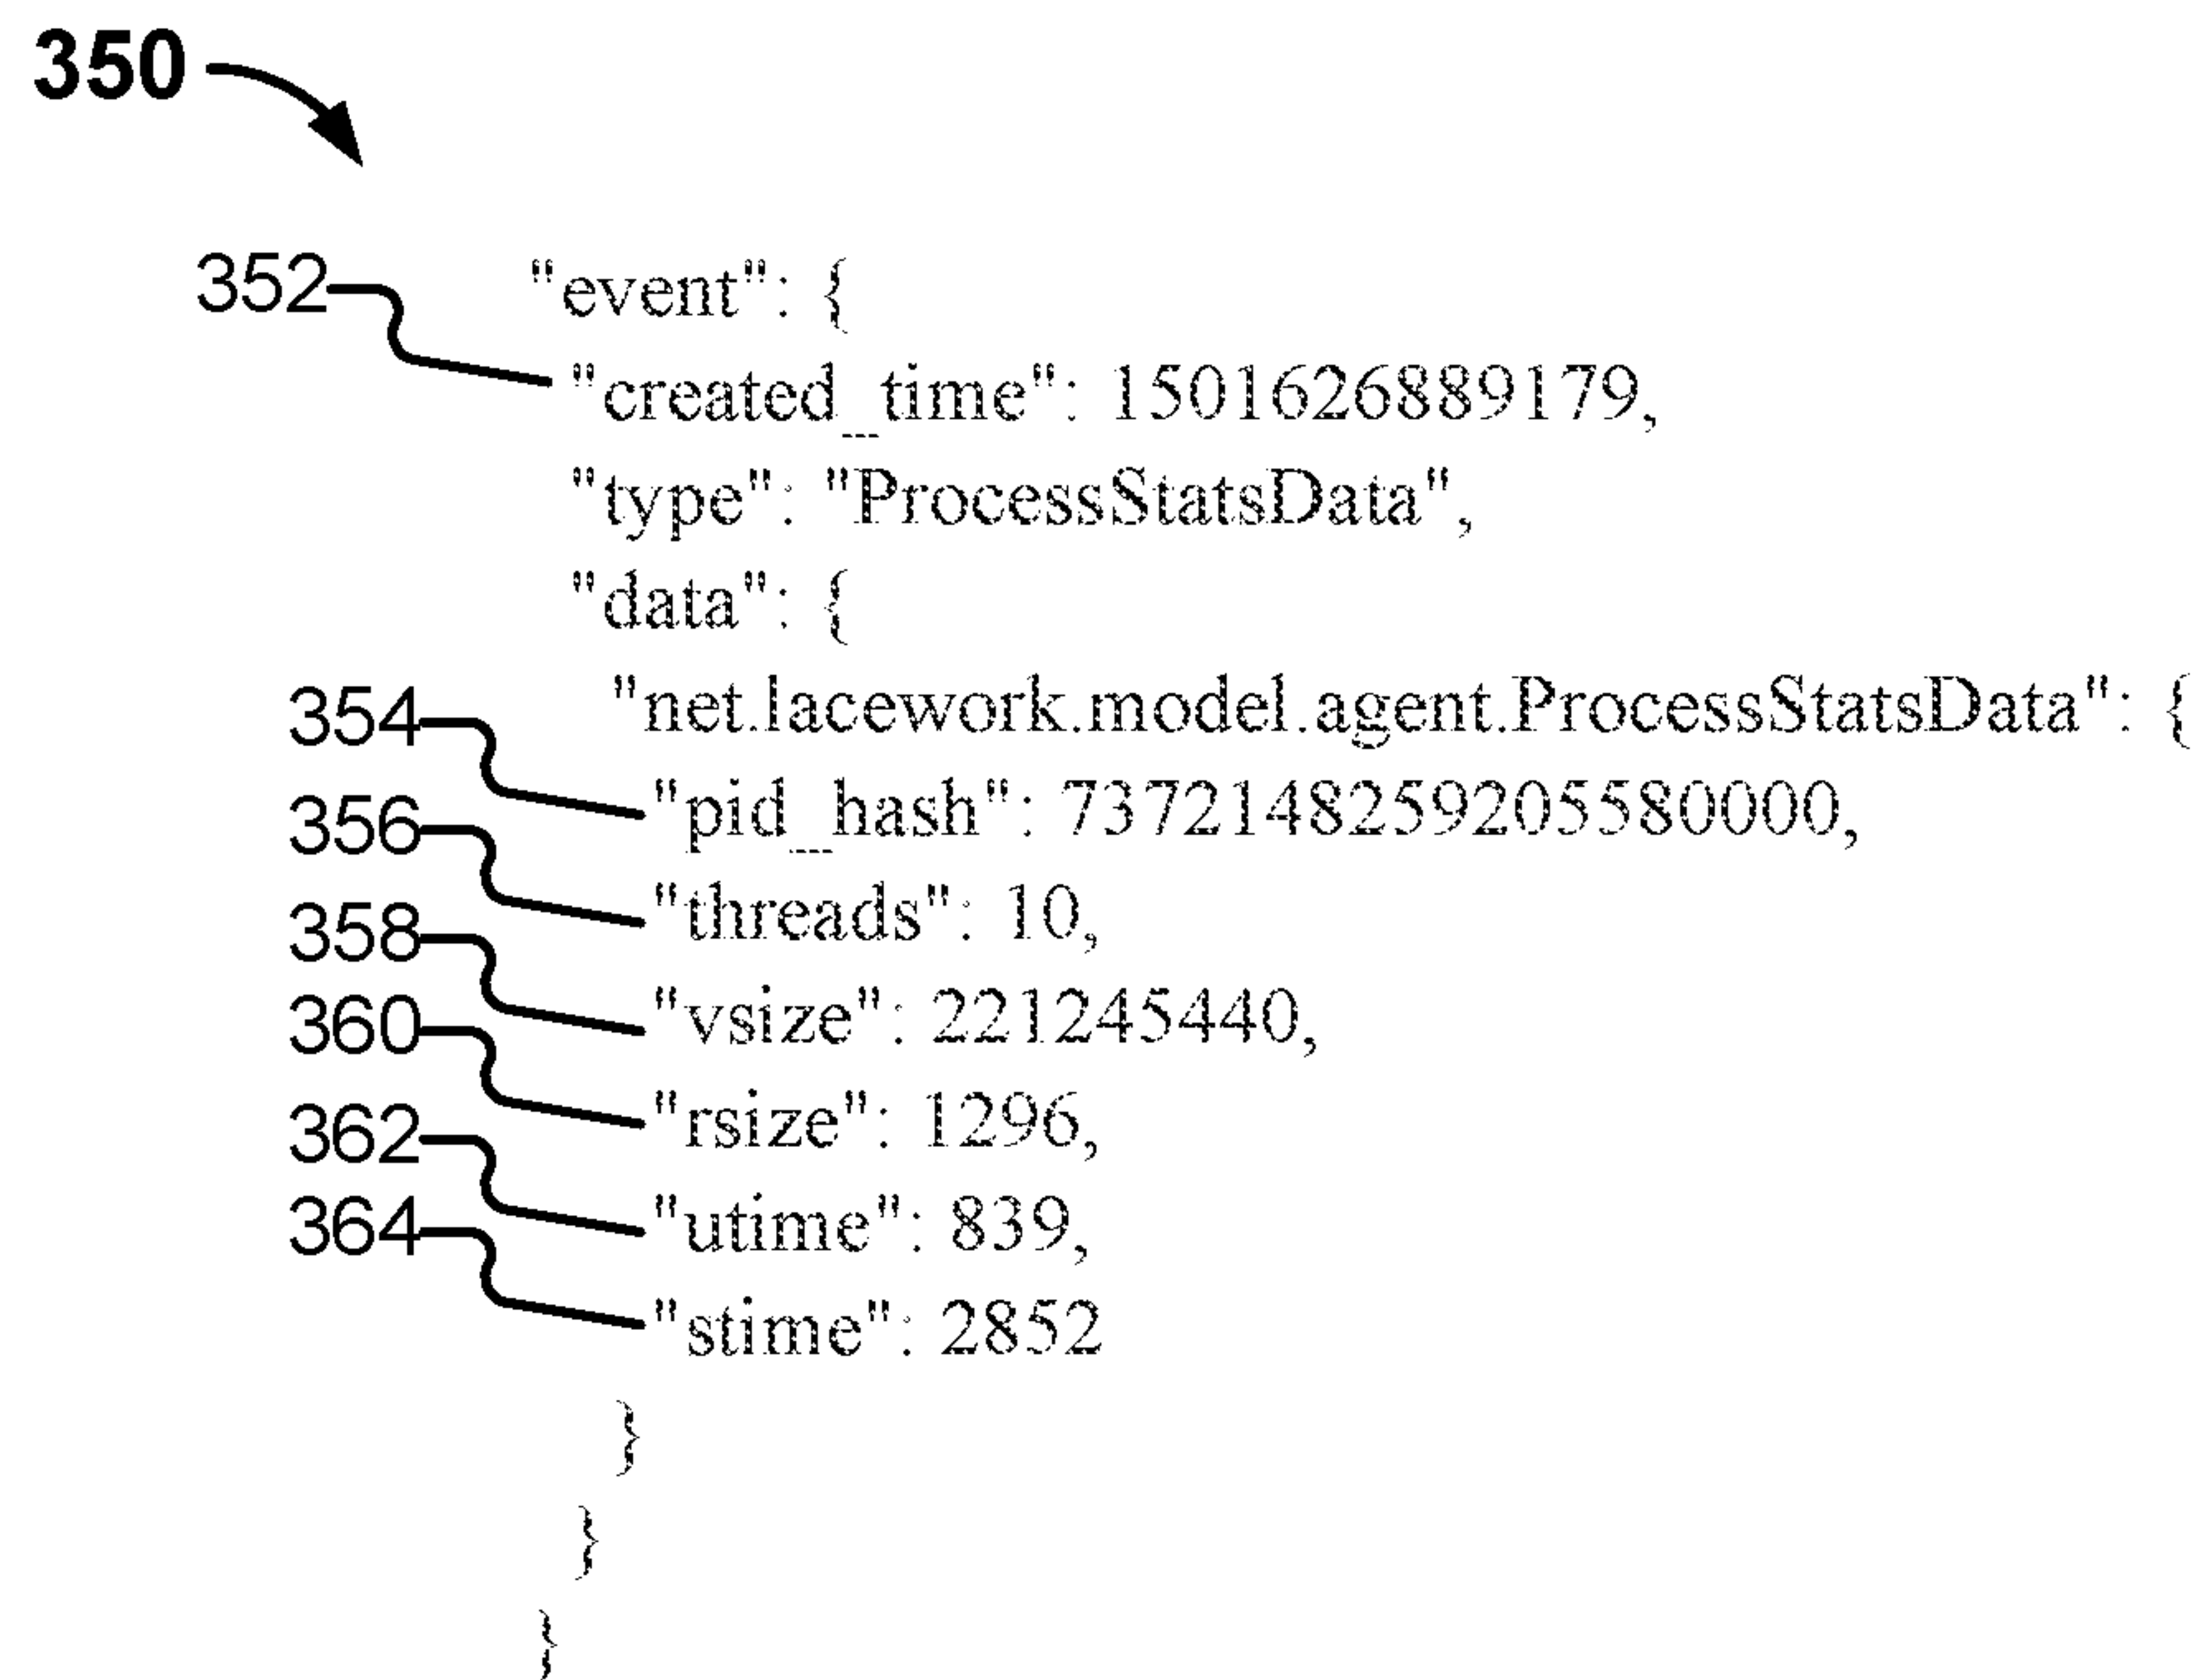 350
352 "event": {
"created_time": 1501626889179,
"type": "ProcessStatsData",
"data": {
354 "net.lacework.model.agent.ProcessStatsData": {
356 "pid_hash": 7372148259205580000,
358 "threads": 10,
360 "vsize": 221245440,
362 "rsize": 1296,
364 "utime": 839,
"stime": 2852
}
}
}